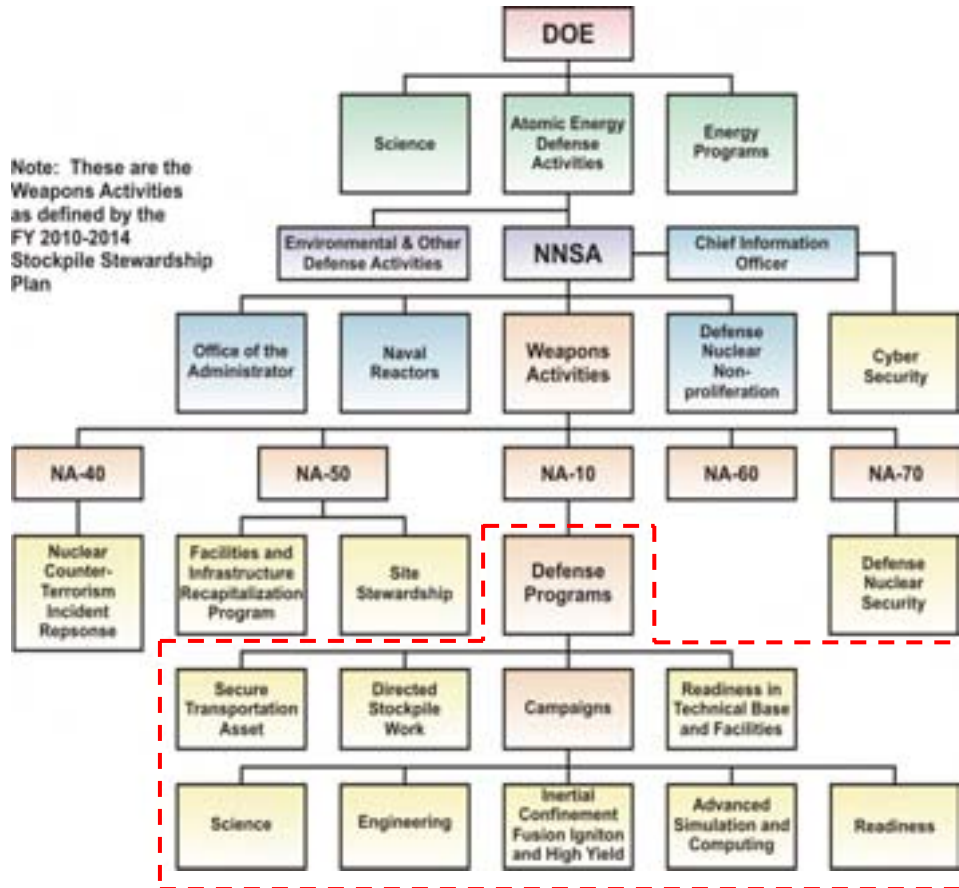 DOE
Science
Atomic Energy
Defense
Activities
Energy
Programs
Note: These are the
Weapons Activities
as defined by the
FY 2010-2014
Stockpile Stewardship
Plan
Environmental & Other
Defense Activities
NNSA
Chief Information
Officer
Office of the
Administrator
Naval
Reactors
Weapons
Activities
Defense
Nuclear
Non-
proliferation
Cyber
Security
NA-40
NA-50
NA-10
NA-60
NA-70
Nuclear
Counter-
Terrorism
Incident
Repsonse
Facilities and
Infrastructure
Recapitalization
Program
Site
Stewardship
Defense
Programs
Defense
Nuclear
Security
Secure
Transportation
Asset
Directed
Stockpile
Work
Campaigns
Readiness in
Technical Base
and Facilities
Science
Engineering
Inertial
Confinement
Fusion Igniton
and High Yield
Advanced
Simulation and
Computing
Readiness